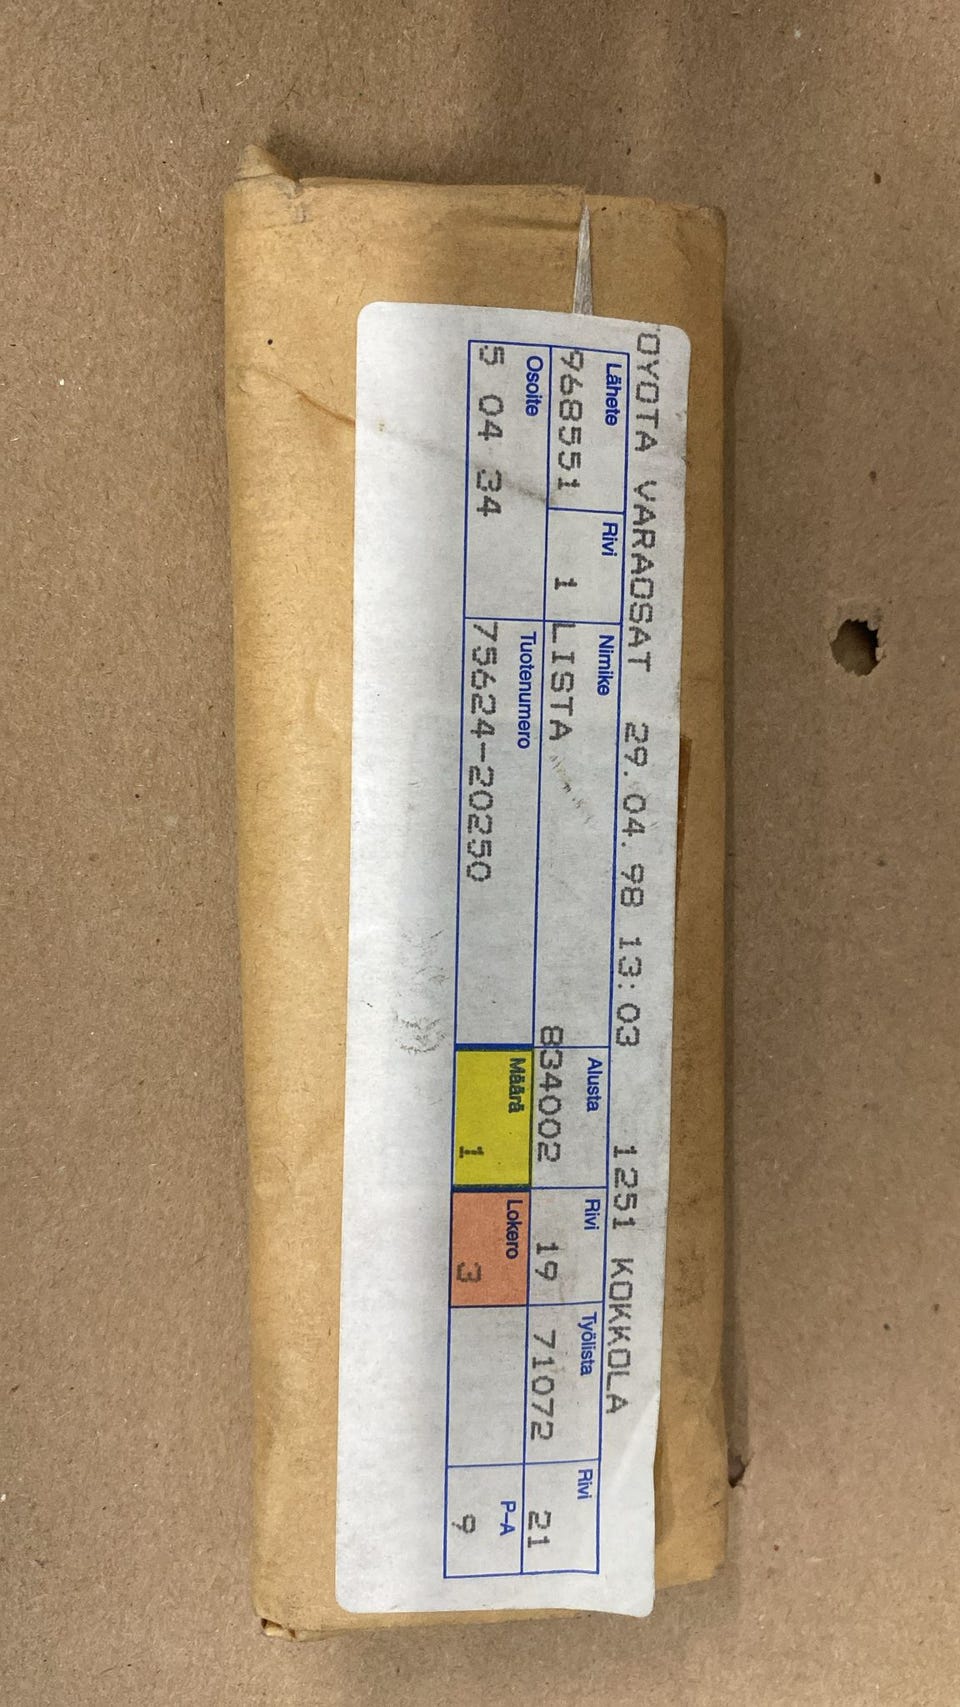 OYOTA VARAOSAT 29.04.98 13:03 1251 KOKKOLA
Lähete Rivi Nimike Alusta Rivi Työlista Rivi
968551 1 LISTA 834002 19 71072 21
Osoite Tuotenumero Määrä Lokero P-A
5 04 34 75624-20250 1 3 9